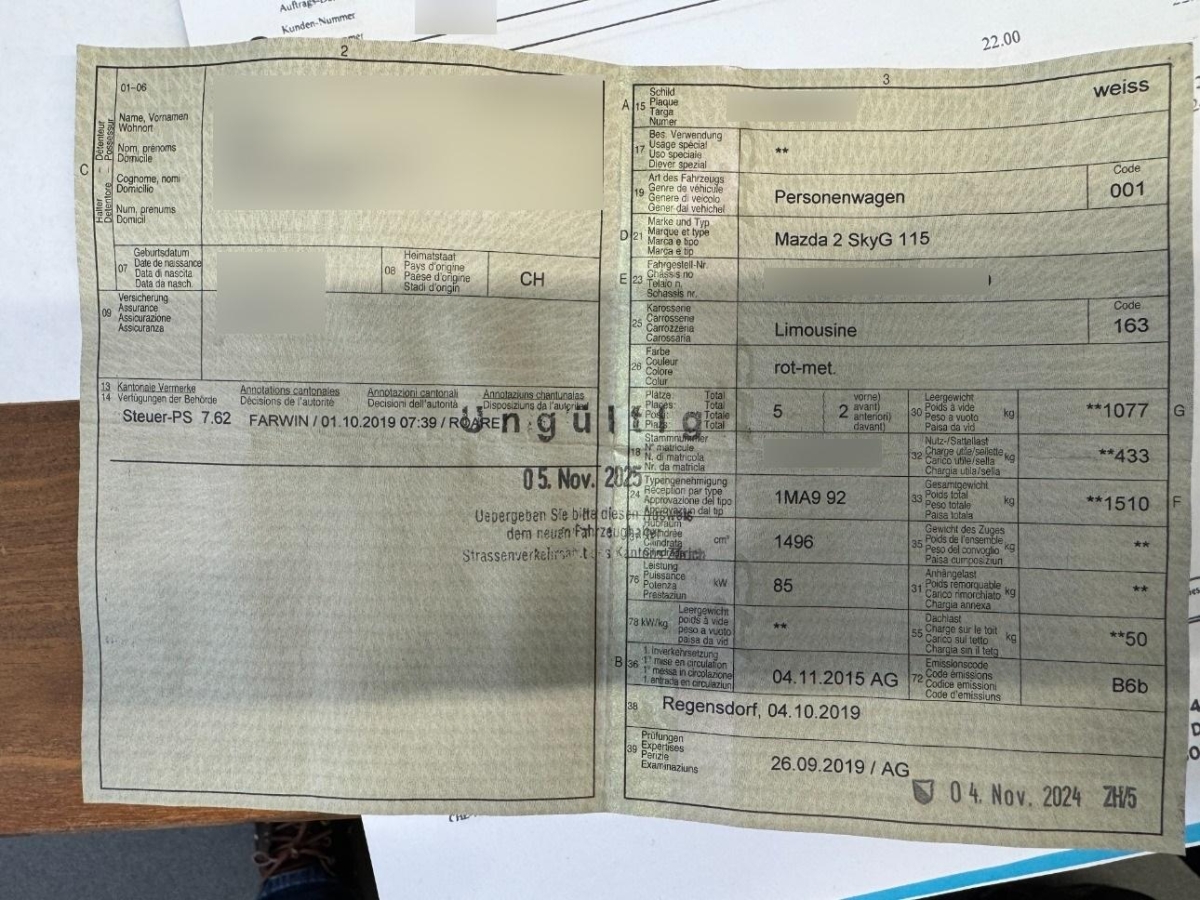 Kunden-Nummer
22.00
2
01-06
Halter Détenteur
Detentore Possessur
C
Name, Vornamen
Wohnort
Nom, prénoms
Domicile
Cognome, nomi
Domicilio
Num, prenums
Domicil
07
Geburtsdatum
Date de naissance
Data di nascita
Data da nasch.
08
Heimatstaat
Pays d'origine
Paese d'origine
Stadi d'origin
CH
09
Versicherung
Assurance
Assicurazione
Assicuranza
13 Kantonale Vermerke Annotations cantonales Annotazioni cantonali Annotaziuns chantunalas
14 Verfügungen der Behörde Décisions de l'autorité Decisioni dell'autorità Disposiziuns da l'autoritad
Steuer-PS 7.62 FARWIN / 01.10.2019 07:39 / ROARE
Ungültig
05. Nov. 2025
Uebergeben Sie bitte diesen Ausweis
dem neuen Fahrzeughalter
Strassenverkehrsamt des Kantons Zürich
3
A 15
Schild
Plaque
Targa
Numer
weiss
17
Bes. Verwendung
Usage spécial
Uso speciale
Diever spezial
**
19
Art des Fahrzeugs
Genre de véhicule
Genere di veicolo
Gener dal vehichel
Personenwagen
Code
001
D 21
Marke und Typ
Marque et type
Marca e tipo
Marca e tip
Mazda 2 SkyG 115
E 23
Fahrgestell-Nr.
Châssis no
Telaio n.
Schassis nr.
25
Karosserie
Carrosserie
Carrozzeria
Carossaria
Limousine
Code
163
26
Farbe
Couleur
Colore
Colur
rot-met.
Plätze Total
Places Total
Posti Totale
Plazs Total
5
2
vorne)
avant)
anteriori)
davant)
30
Leergewicht
Poids à vide
Peso a vuoto
Paisa da vid
kg
**1077
G
18
Stammnummer
N° matricule
N. di matricola
Nr. da matricla
32
Nutz-/Sattellast
Charge utile/sellette
Carico utile/sella
Chargia utila/sella
kg
**433
24
Typengenehmigung
Réception par type
Approvazione del tipo
Approvaziun dal tip
1MA9 92
33
Gesamtgewicht
Poids total
Peso totale
Paisa totala
kg
**1510
F
Hubraum
Cylindrée
Cilindrata
cm³
1496
35
Gewicht des Zuges
Poids de l'ensemble
Peso del convoglio
Paisa cumposiziun
kg
**
76
Leistung
Puissance
Potenza
Prestaziun
kW
85
31
Anhängelast
Poids remorquable
Carico rimorchiato
Chargia annexa
kg
**
78 kW/kg
Leergewicht
poids à vide
peso a vuoto
paisa da vid
**
55
Dachlast
Charge sur le toit
Carico sul tetto
Chargia sin il tetg
kg
**50
B 36
1. Inverkehrsetzung
1re mise en circulation
1a messa in circolazione
1. entrada en circulaziun
04.11.2015 AG
72
Emissionscode
Code émissions
Codice emissioni
Code d'emissiuns
B6b
38
Regensdorf, 04.10.2019
39
Prüfungen
Expertises
Perizie
Examinaziuns
26.09.2019 / AG
04. Nov. 2024 ZH/5